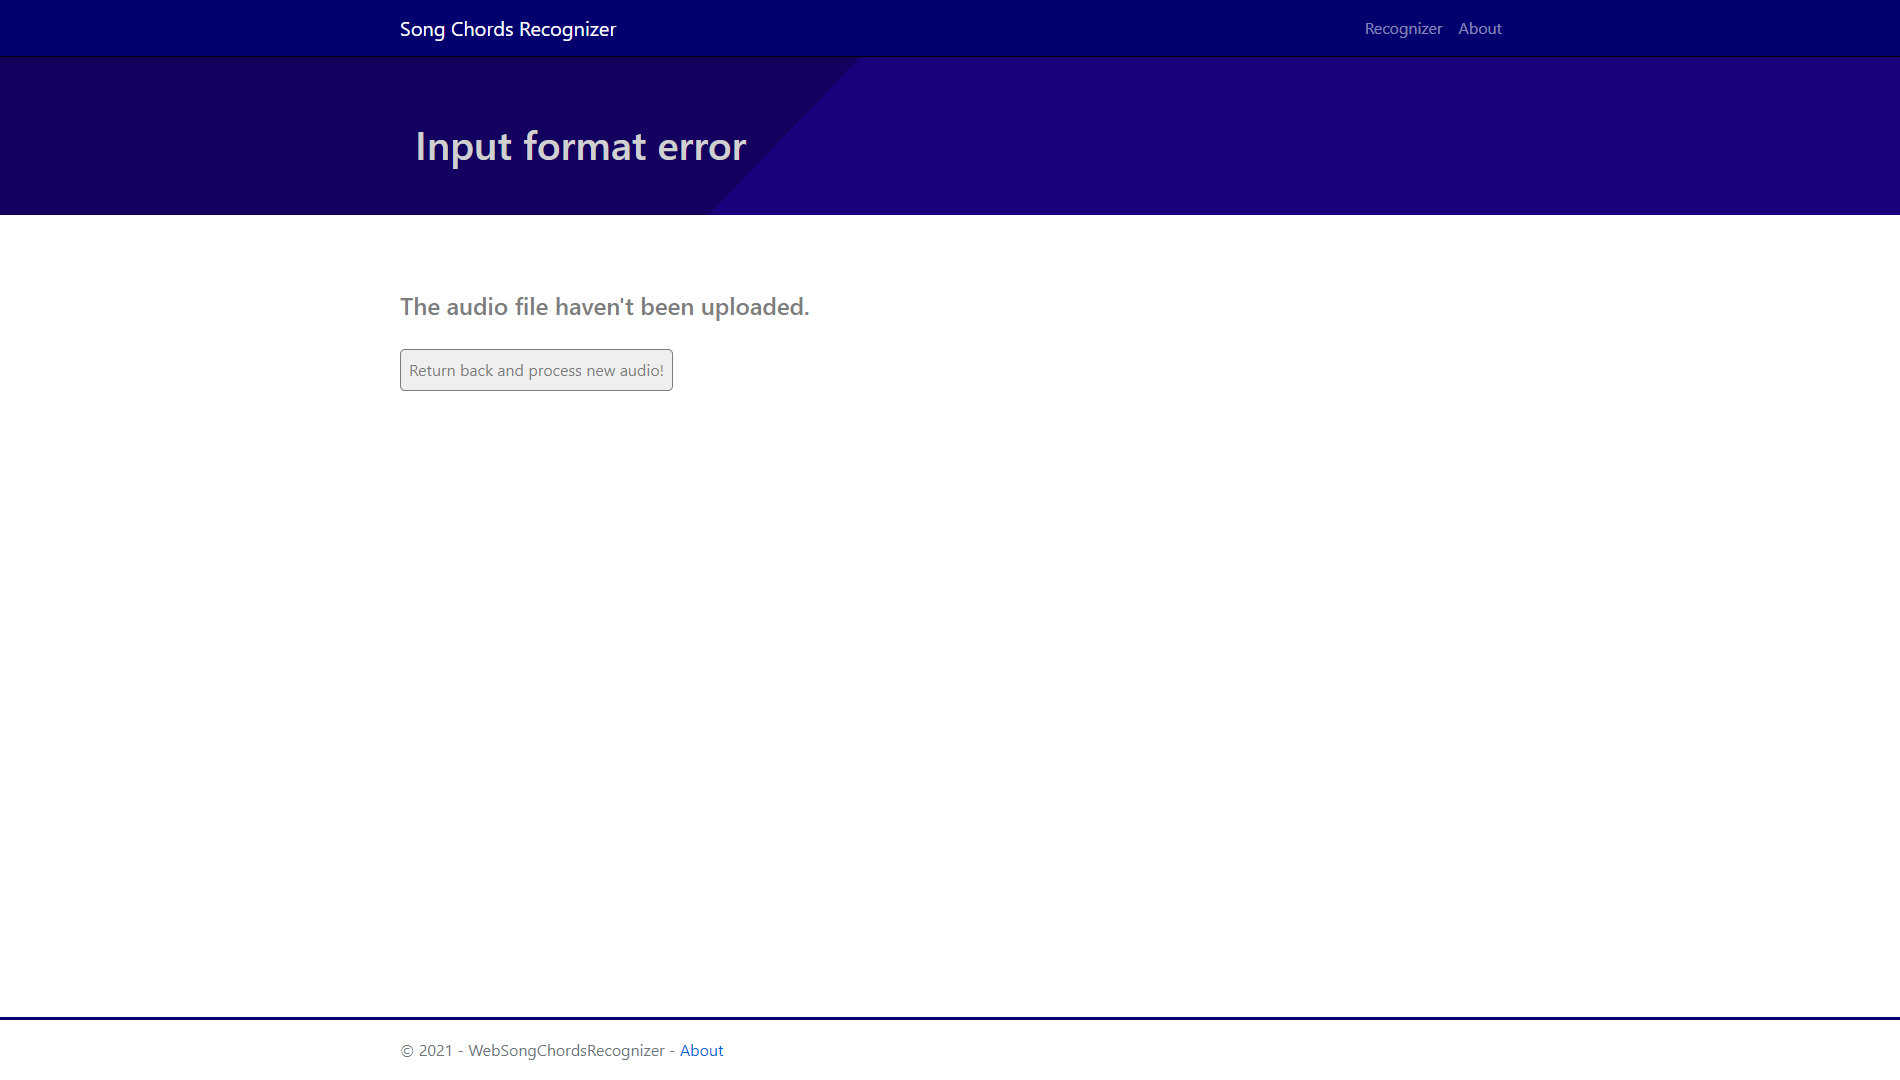 Song Chords Recognizer
Recognizer About
Input format error
The audio file haven't been uploaded.
Return back and process new audio!
© 2021 - WebSongChordsRecognizer - About